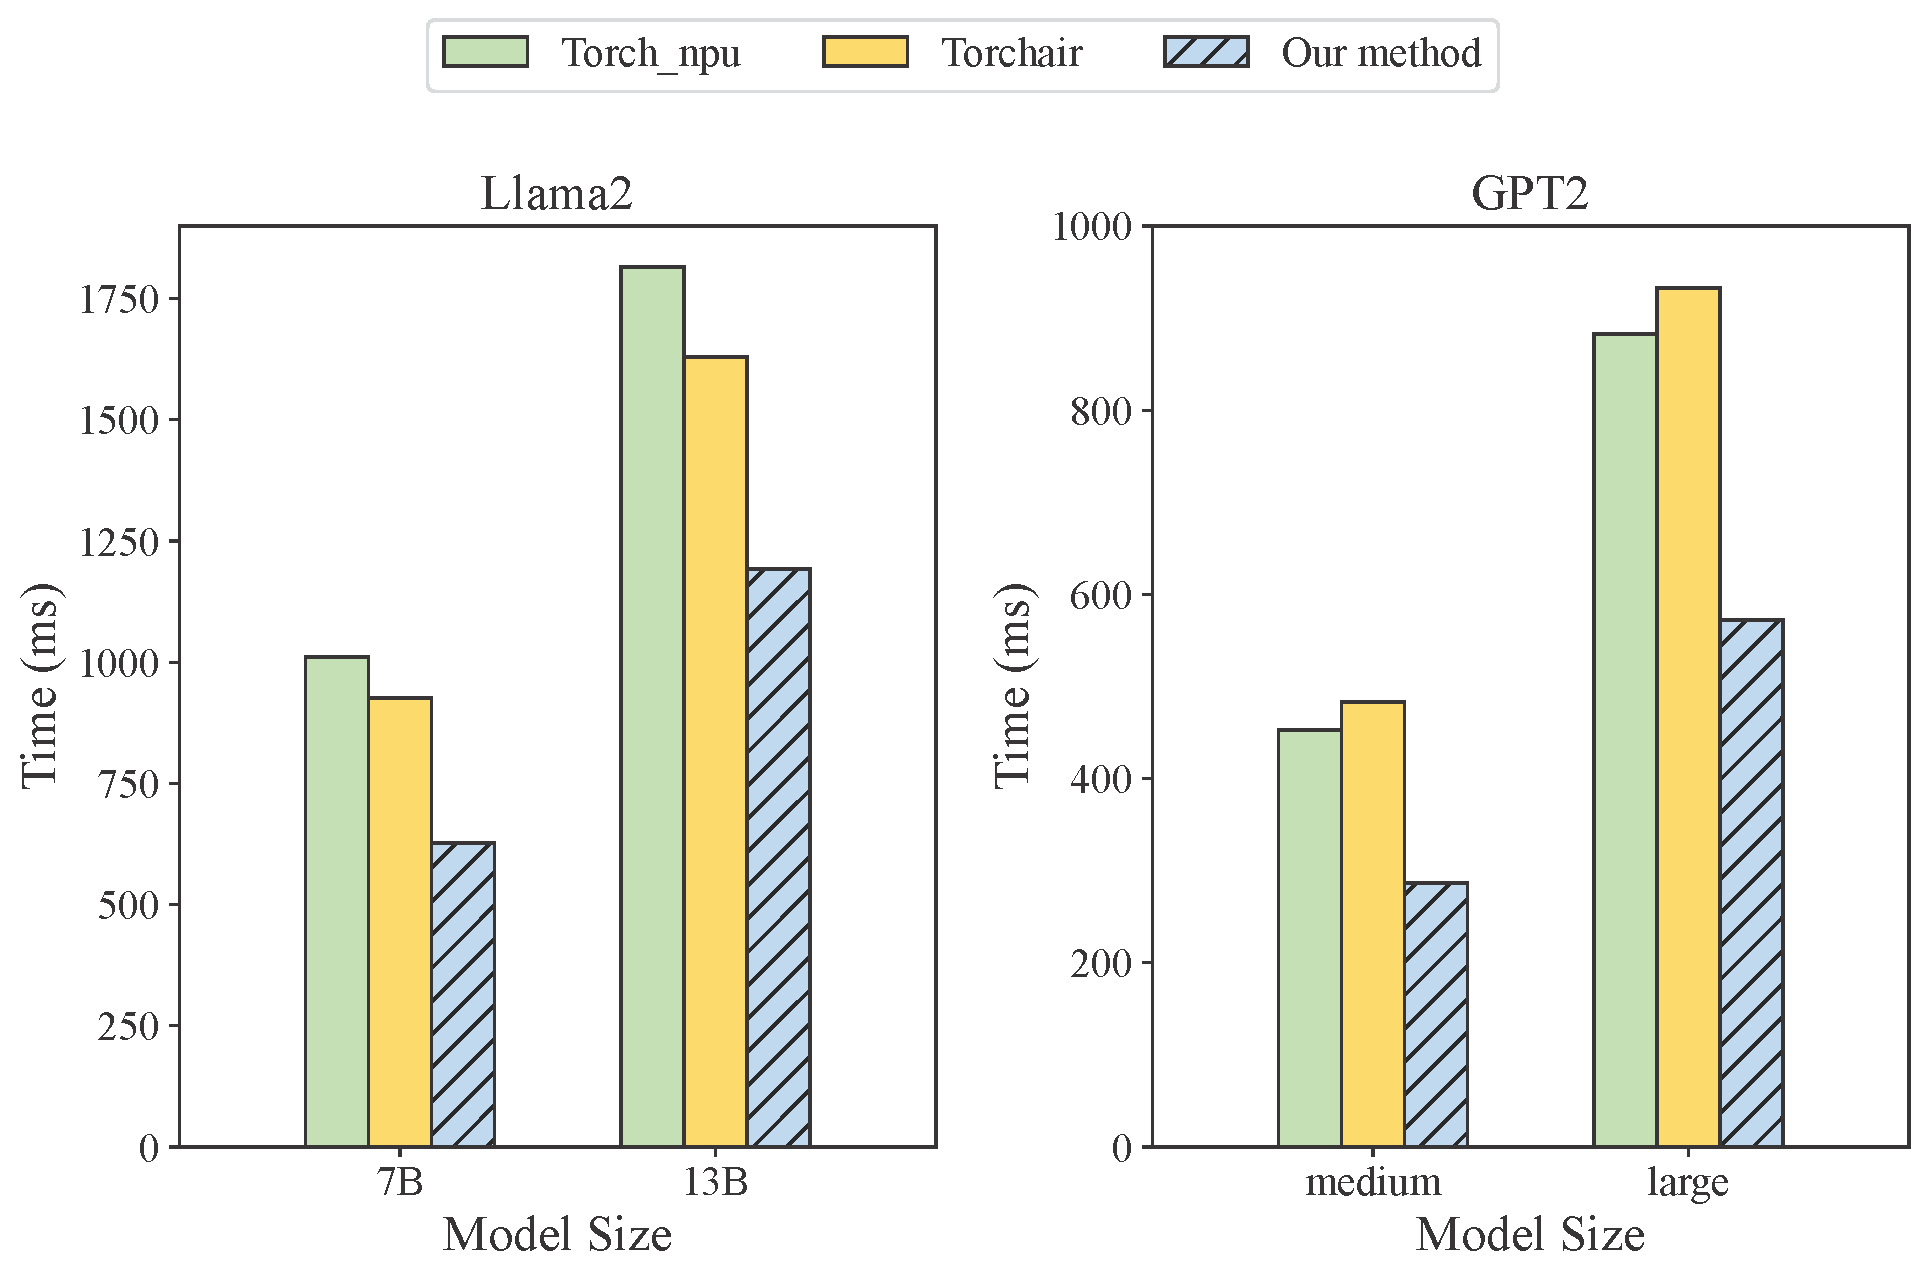 Torch_npu Torchair Our method
Llama2
Time (ms)
1750
1500
1250
1000
750
500
250
0
7B 13B
Model Size
GPT2
Time (ms)
1000
800
600
400
200
0
medium large
Model Size